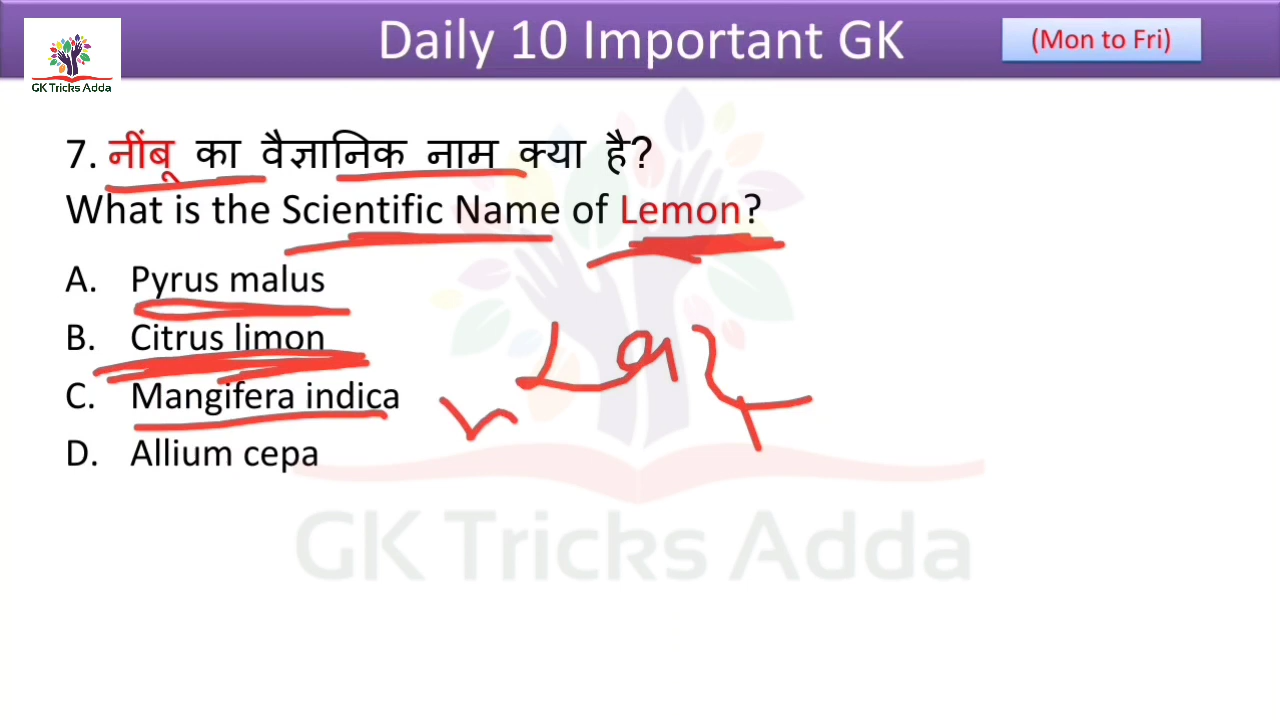 Daily 10 Important GK
(Mon to Fri)
GK Tricks Adda
7. नींबू का वैज्ञानिक नाम क्या है?
What is the Scientific Name of Lemon?
A. Pyrus malus
B. Citrus limon
C. Mangifera indica
D. Allium cepa
GK Tricks Adda